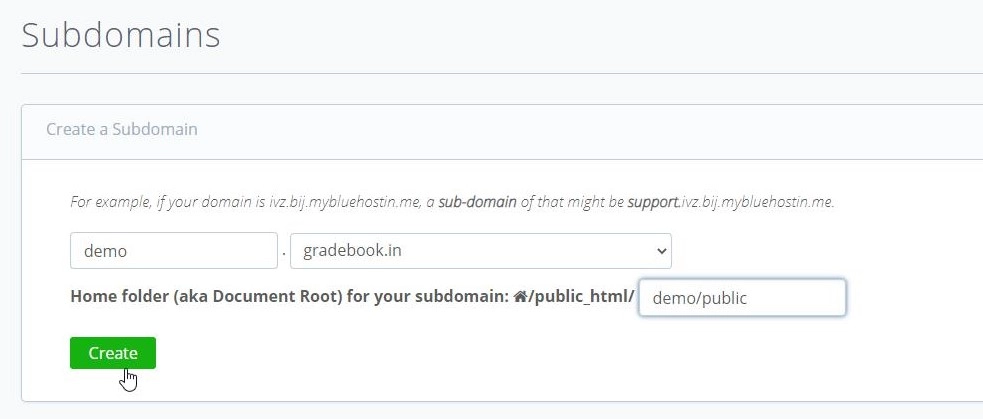 Subdomains
Create a Subdomain
For example, if your domain is ivz.bij.mybluehostin.me, a sub-domain of that might be support.ivz.bij.mybluehostin.me.
demo . gradebook.in
Home folder (aka Document Root) for your subdomain: /public_html/ demo/public
Create